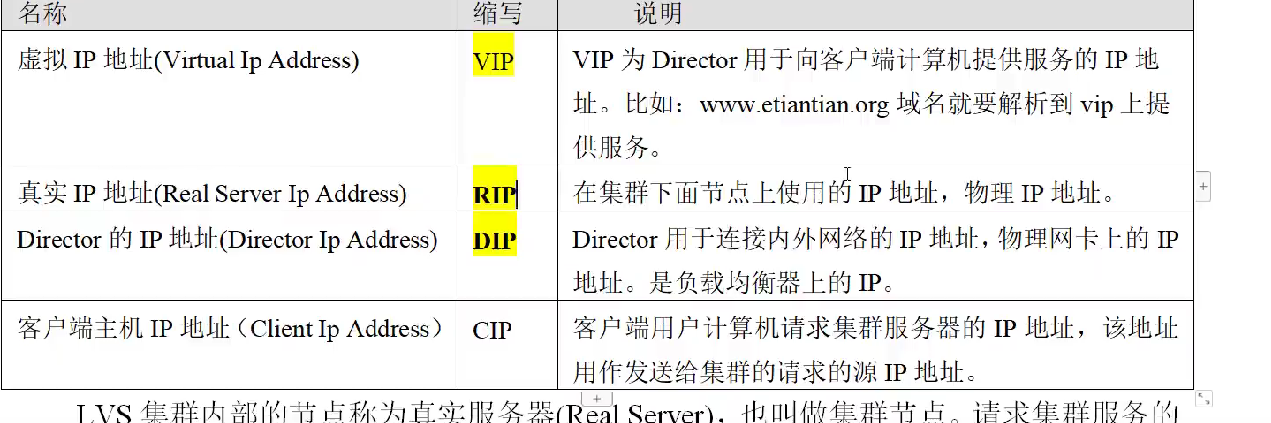 名称 缩写 说明
虚拟 IP 地址(Virtual Ip Address) VIP VIP 为 Director 用于向客户端计算机提供服务的 IP 地
址。比如：www.etiantian.org 域名就要解析到 vip 上提
供服务。
真实 IP 地址(Real Server Ip Address) RIP 在集群下面节点上使用的 IP 地址，物理 IP 地址。
Director 的 IP 地址(Director Ip Address) DIP Director 用于连接内外网络的 IP 地址，物理网卡上的 IP
地址。是负载均衡器上的 IP。
客户端主机 IP 地址（Client Ip Address） CIP 客户端用户计算机请求集群服务器的 IP 地址，该地址
用作发送给集群的请求的源 IP 地址。
LVS 集群内部的节点称为真实服务器(Real Server)，也叫做集群节点。请求集群服务的